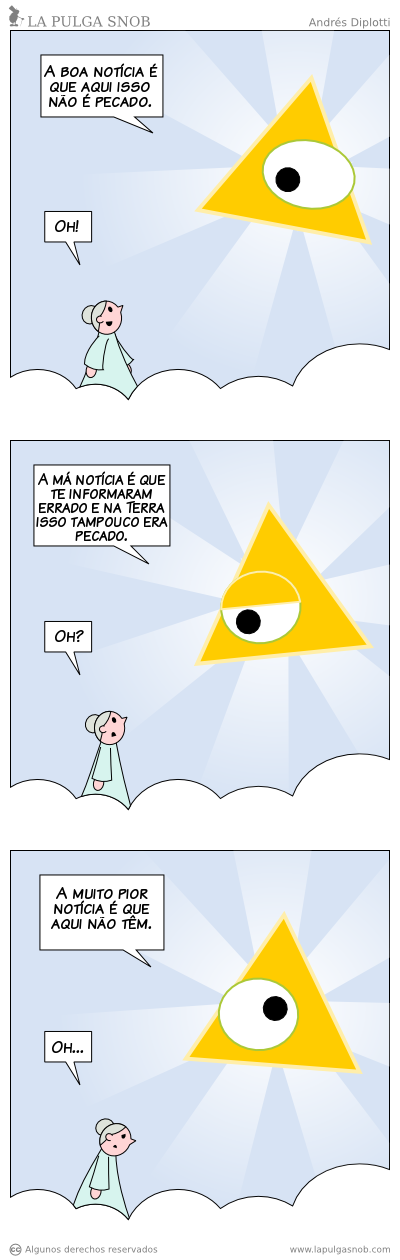 LA PULGA SNOB
Andrés Diplotti
A BOA NOTÍCIA É
QUE AQUI ISSO
NÃO É PECADO.
OH!
A MÁ NOTÍCIA É QUE
TE INFORMARAM
ERRADO E NA TERRA
ISSO TAMPOUCO ERA
PECADO.
OH?
A MUITO PIOR
NOTÍCIA É QUE
AQUI NÃO TÊM.
OH...
cc Algunos derechos reservados
www.lapulgasnob.com